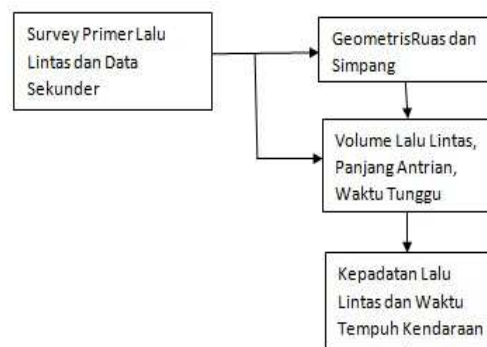 Survey Primer Lalu
Lintas dan Data
Sekunder
GeometrisRuas dan
Simpang
Volume Lalu Lintas,
Panjang Antrian,
Waktu Tunggu
Kepadatan Lalu
Lintas dan Waktu
Tempuh Kendaraan